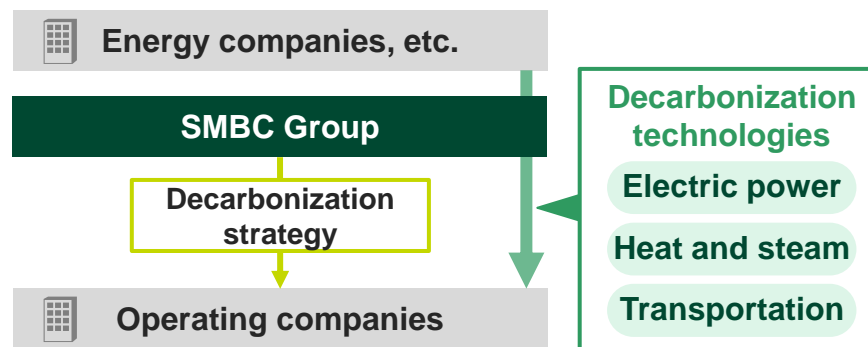 Energy companies, etc.
SMBC Group
Decarbonization
strategy
Operating companies
Decarbonization
technologies
Electric power
Heat and steam
Transportation